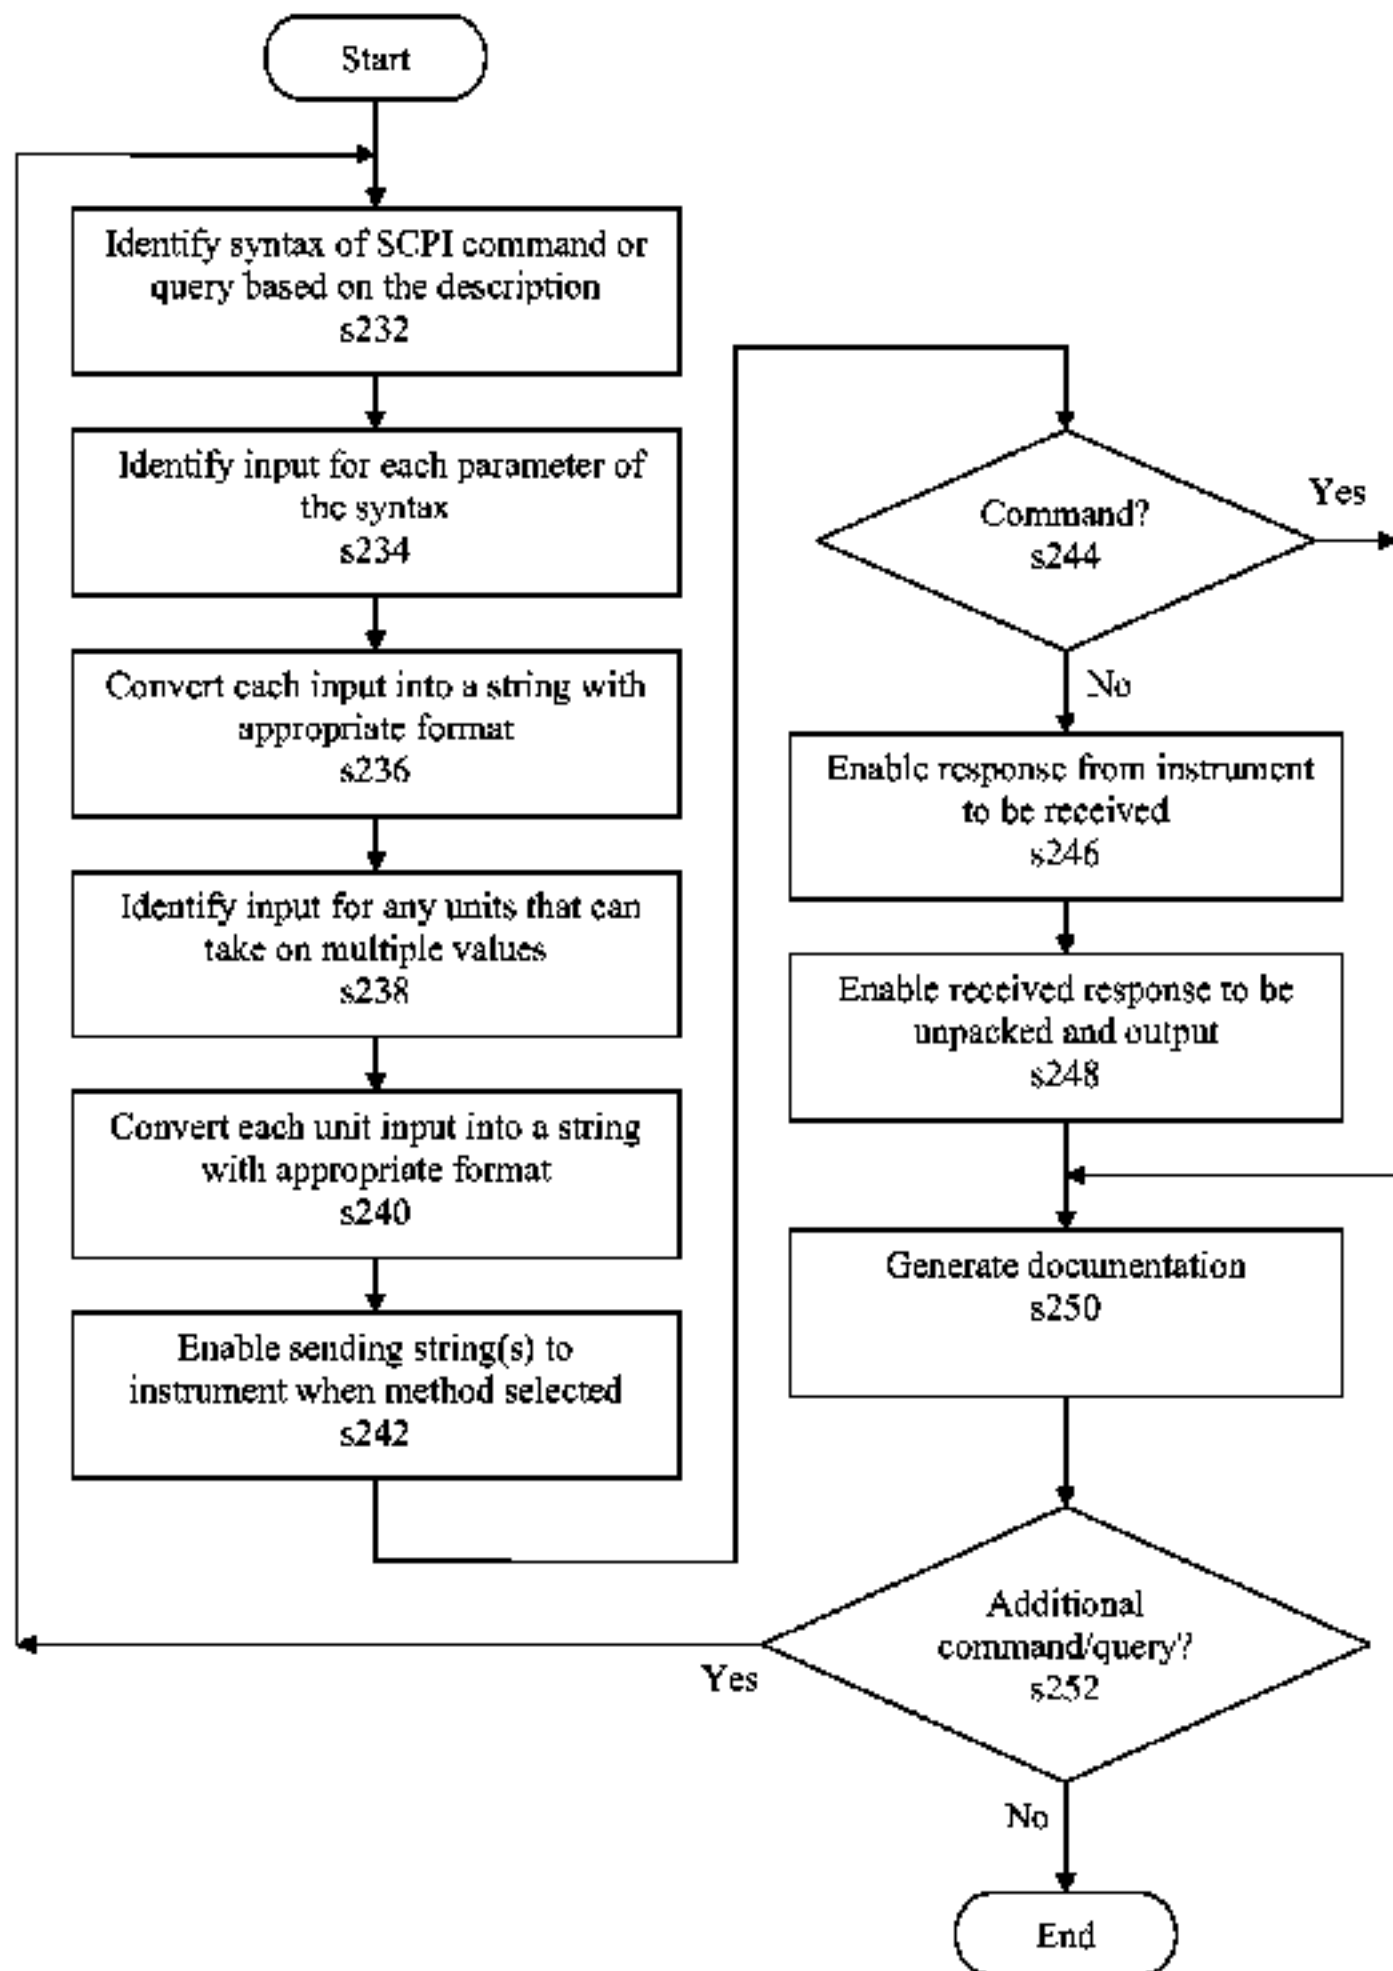 Start
Identify syntax of SCPI command or
query based on the description
s232
Identify input for each parameter of
the syntax
s234
Convert each input into a string with
appropriate format
s236
Identify input for any units that can
take on multiple values
s238
Convert each unit input into a string
with appropriate format
s240
Enable sending string(s) to
instrument when method selected
s242
Command?
s244
Yes
No
Enable response from instrument
to be received
s246
Enable received response to be
unpacked and output
s248
Generate documentation
s250
Additional
command/query?
s252
Yes
No
End